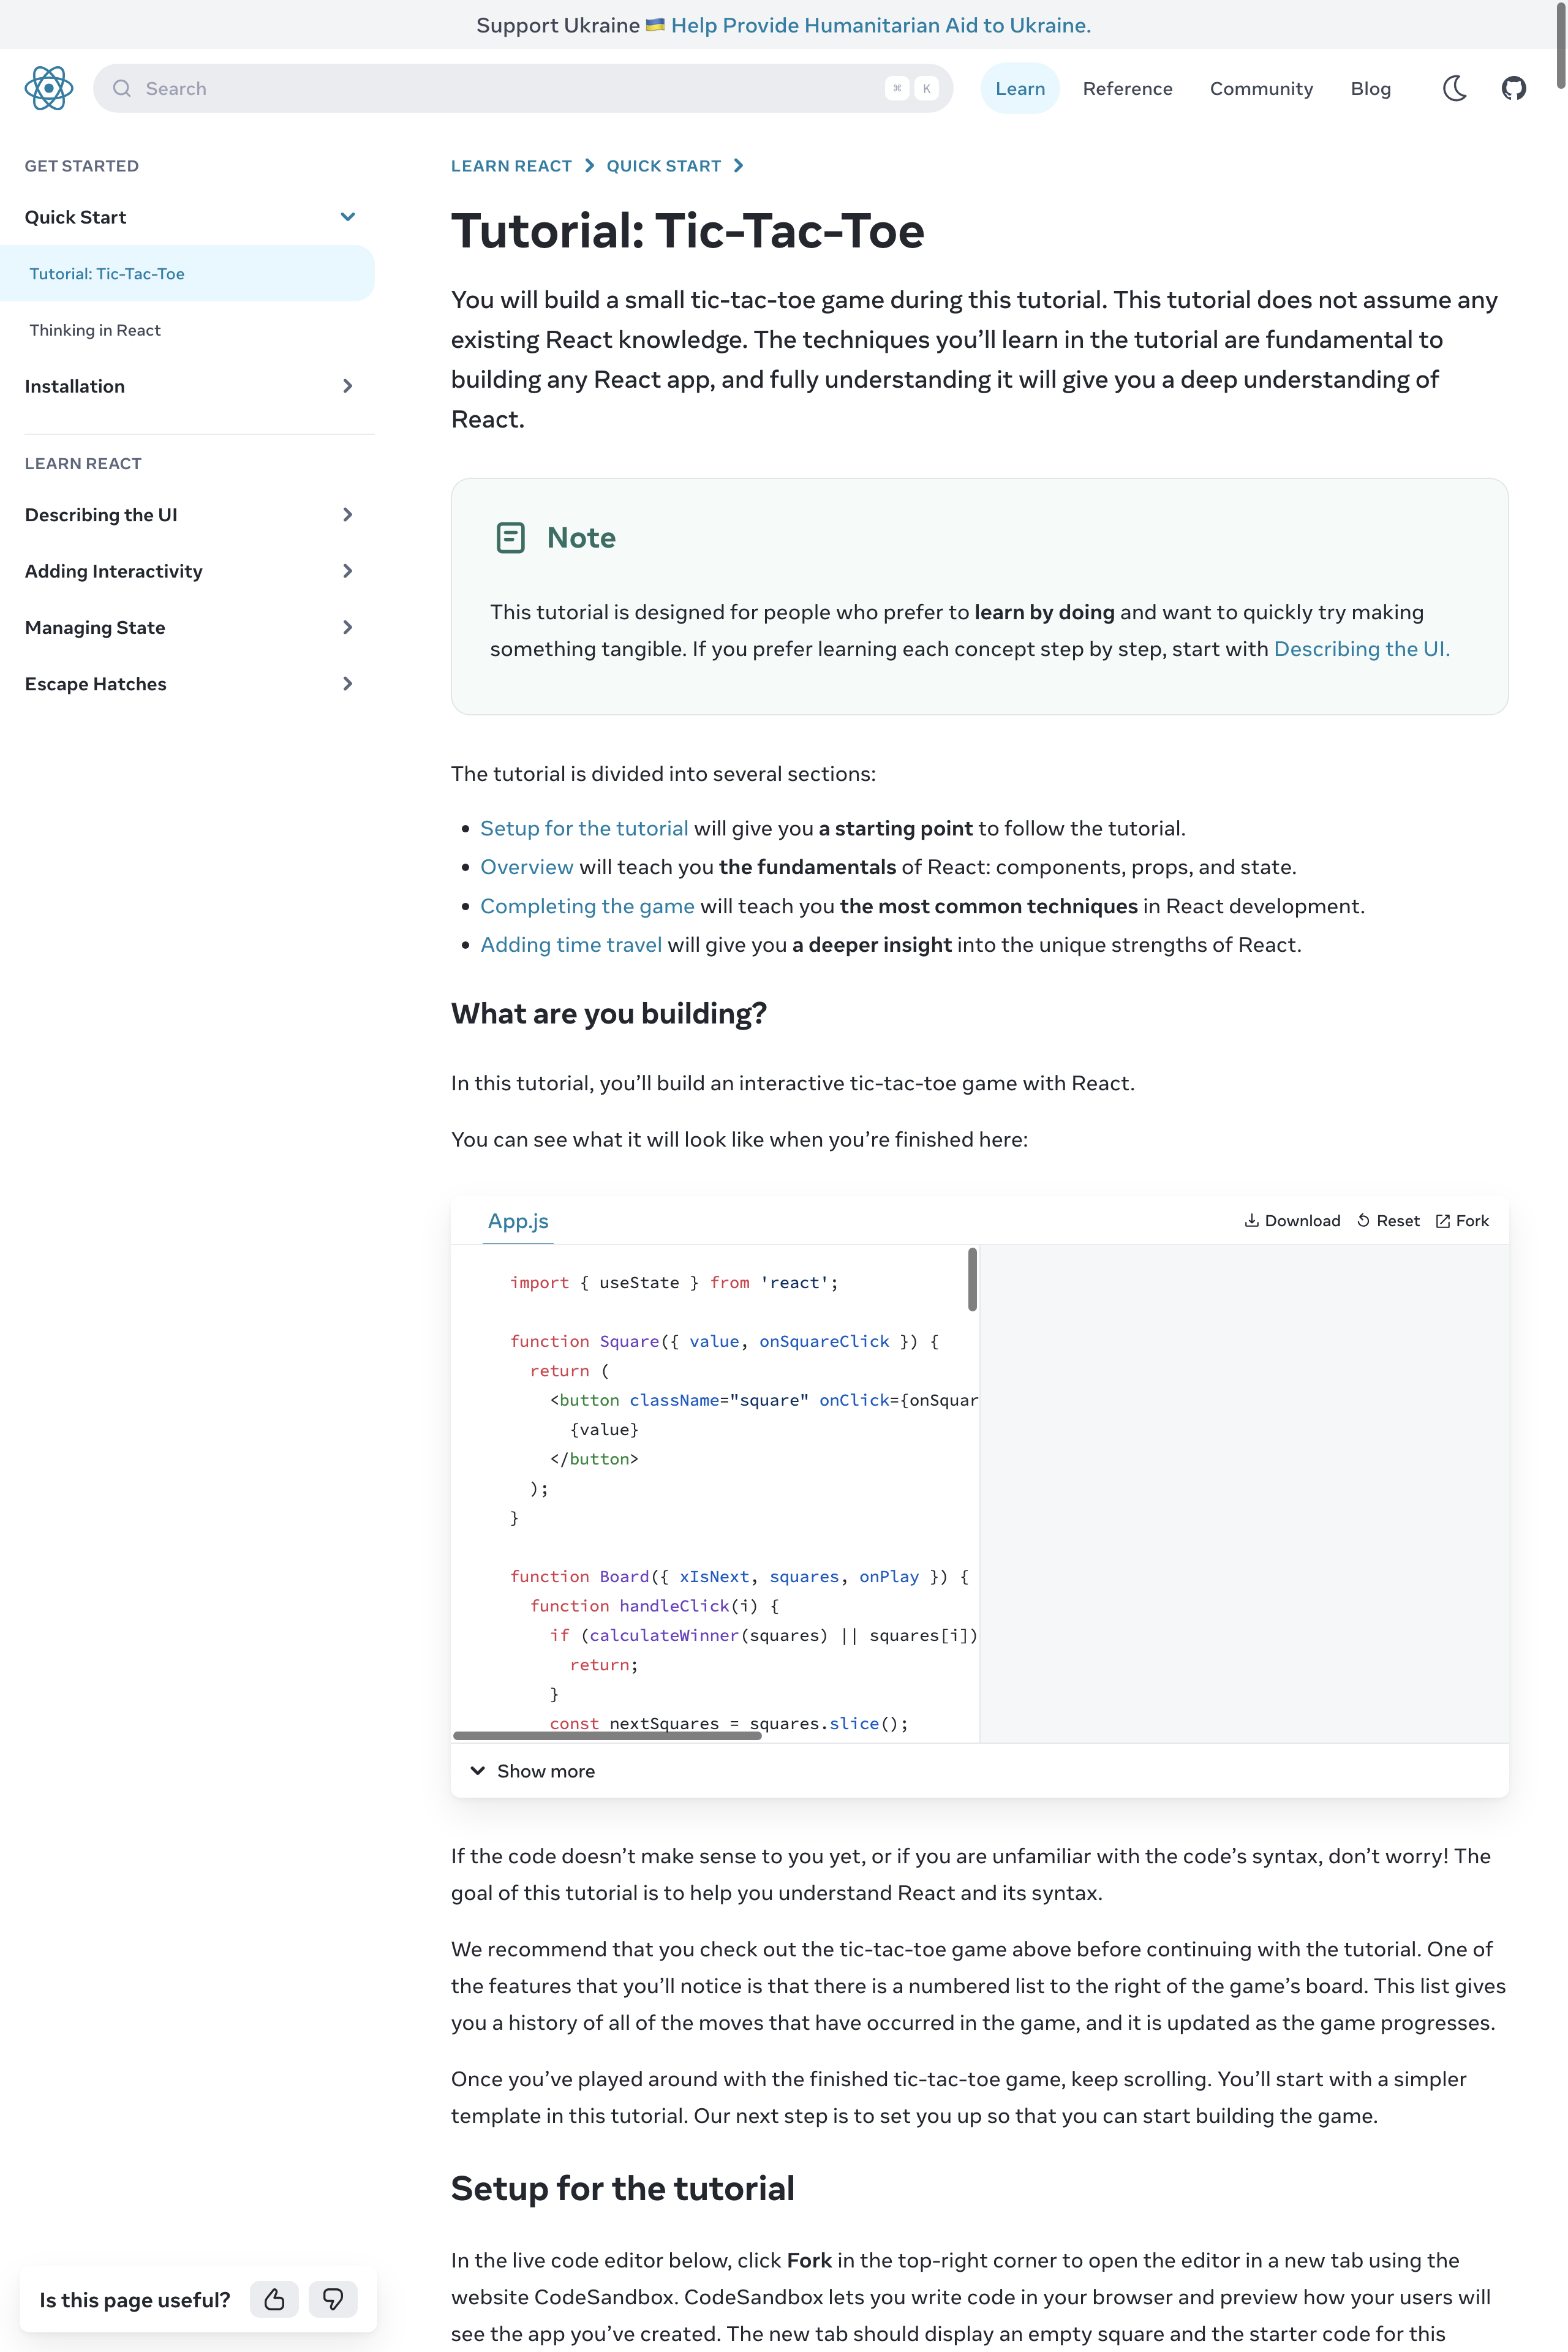 Support Ukraine 🇺🇦 Help Provide Humanitarian Aid to Ukraine.
Search
⌘ K
Learn
Reference
Community
Blog
GET STARTED
Quick Start
Tutorial: Tic-Tac-Toe
Thinking in React
Installation
LEARN REACT
Describing the UI
Adding Interactivity
Managing State
Escape Hatches
LEARN REACT
QUICK START
Tutorial: Tic-Tac-Toe
You will build a small tic-tac-toe game during this tutorial. This tutorial does not assume any
existing React knowledge. The techniques you’ll learn in the tutorial are fundamental to
building any React app, and fully understanding it will give you a deep understanding of
React.
Note
This tutorial is designed for people who prefer to learn by doing and want to quickly try making
something tangible. If you prefer learning each concept step by step, start with Describing the UI.
The tutorial is divided into several sections:
• Setup for the tutorial will give you a starting point to follow the tutorial.
• Overview will teach you the fundamentals of React: components, props, and state.
• Completing the game will teach you the most common techniques in React development.
• Adding time travel will give you a deeper insight into the unique strengths of React.
What are you building?
In this tutorial, you’ll build an interactive tic-tac-toe game with React.
You can see what it will look like when you’re finished here:
App.js
Download
Reset
Fork
import { useState } from 'react';
function Square({ value, onSquareClick }) {
  return (
    <button className="square" onClick={onSquar
      {value}
    </button>
  );
}
function Board({ xIsNext, squares, onPlay }) {
  function handleClick(i) {
    if (calculateWinner(squares) || squares[i])
      return;
    }
    const nextSquares = squares.slice();
Show more
If the code doesn’t make sense to you yet, or if you are unfamiliar with the code’s syntax, don’t worry! The
goal of this tutorial is to help you understand React and its syntax.
We recommend that you check out the tic-tac-toe game above before continuing with the tutorial. One of
the features that you’ll notice is that there is a numbered list to the right of the game’s board. This list gives
you a history of all of the moves that have occurred in the game, and it is updated as the game progresses.
Once you’ve played around with the finished tic-tac-toe game, keep scrolling. You’ll start with a simpler
template in this tutorial. Our next step is to set you up so that you can start building the game.
Setup for the tutorial
In the live code editor below, click Fork in the top-right corner to open the editor in a new tab using the
website CodeSandbox. CodeSandbox lets you write code in your browser and preview how your users will
see the app you’ve created. The new tab should display an empty square and the starter code for this
Is this page useful?